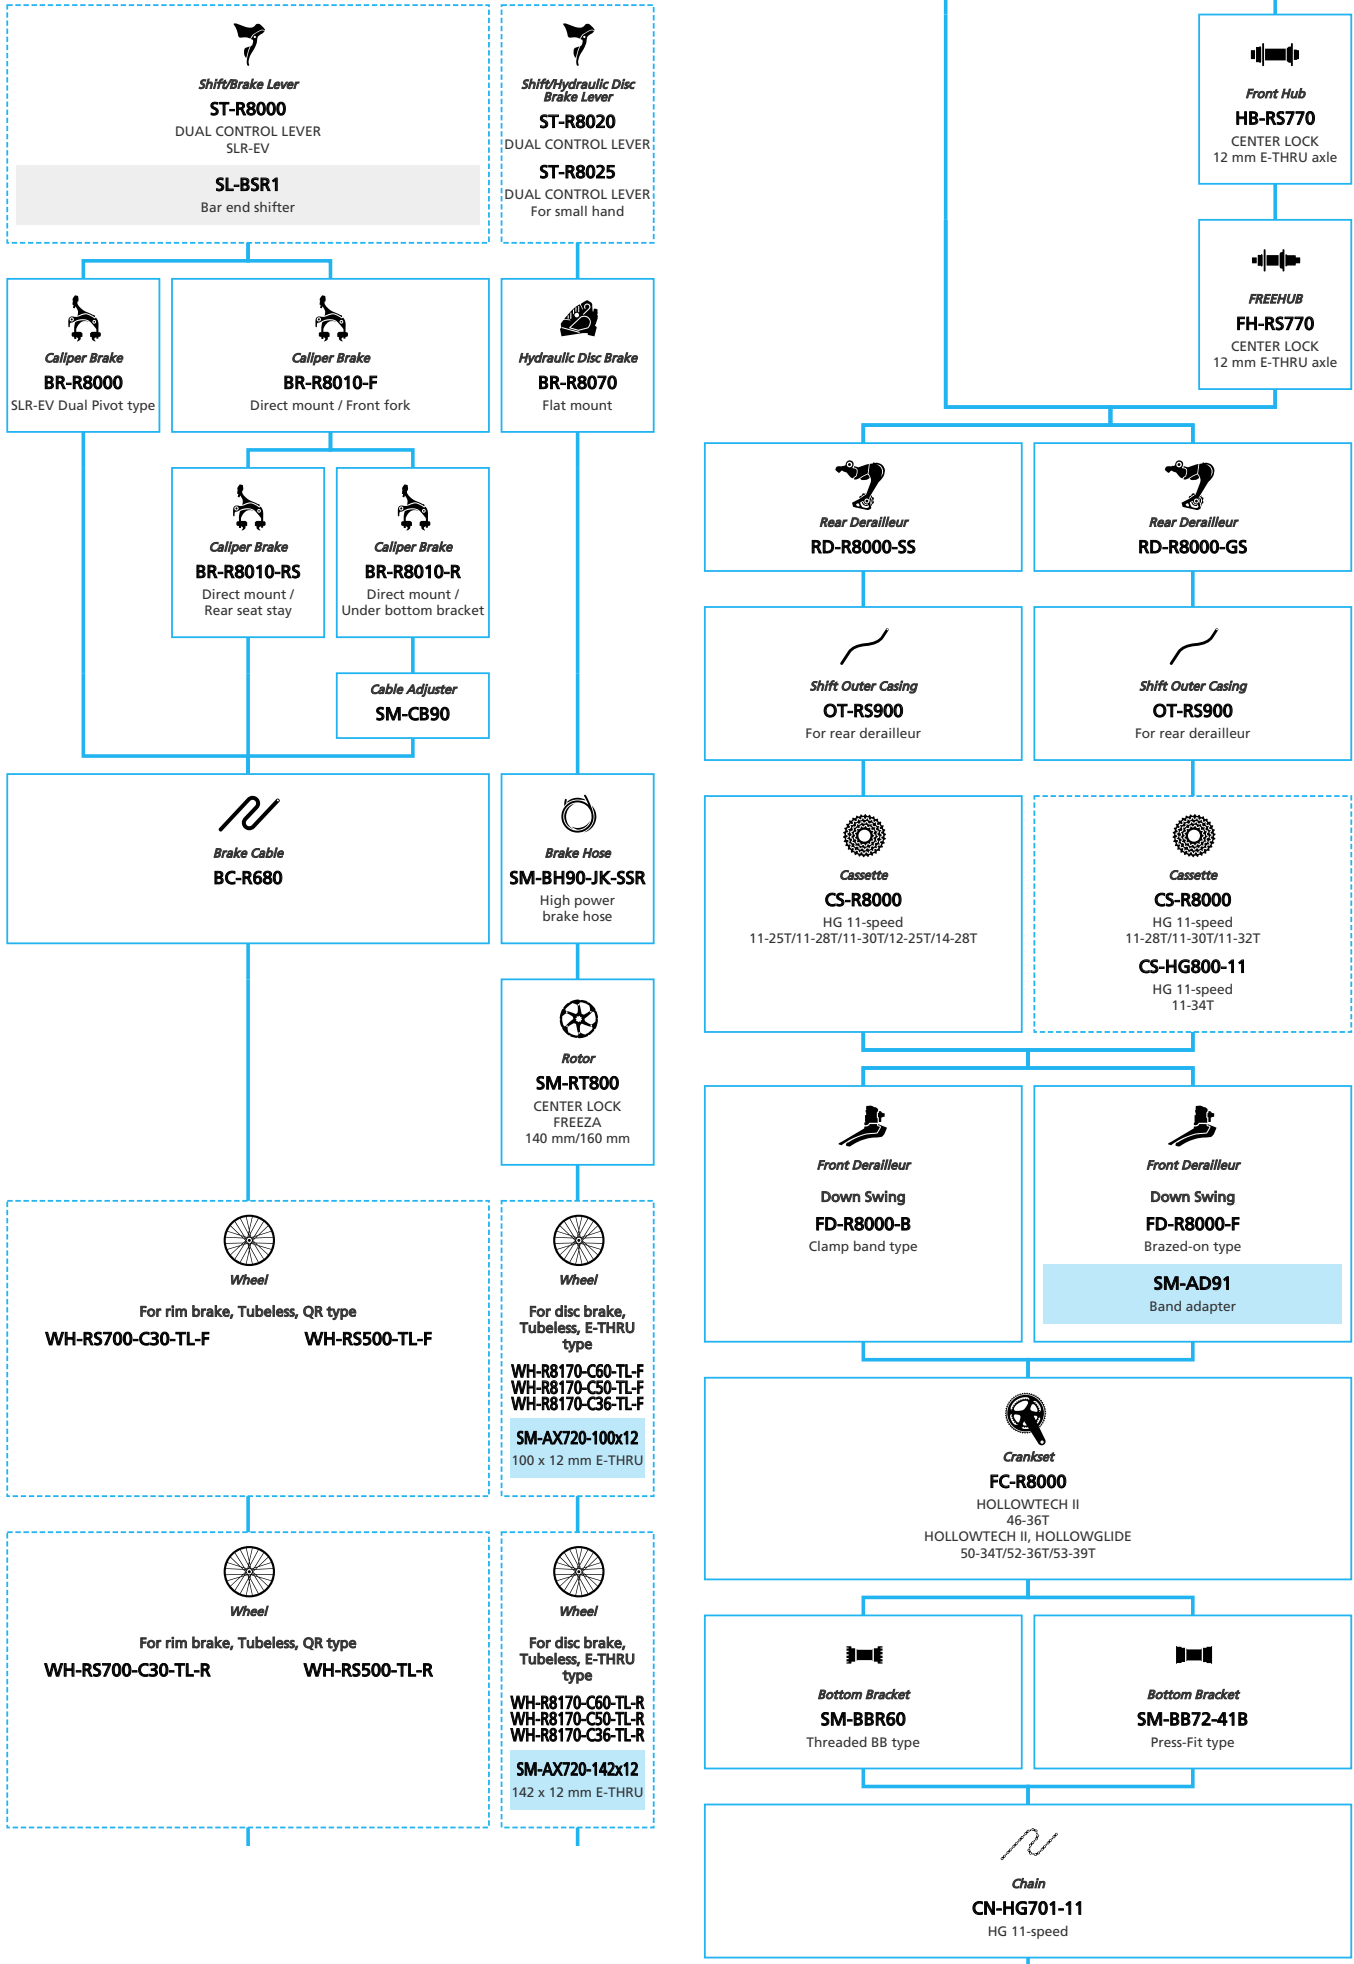 Shift/Brake Lever
ST-R8000
DUAL CONTROL LEVER
SLR-EV
SL-BSR1
Bar end shifter
Shift/Hydraulic Disc
Brake Lever
ST-R8020
DUAL CONTROL LEVER
ST-R8025
DUAL CONTROL LEVER
For small hand
Caliper Brake
BR-R8000
SLR-EV Dual Pivot type
Caliper Brake
BR-R8010-F
Direct mount / Front fork
Hydraulic Disc Brake
BR-R8070
Flat mount
Caliper Brake
BR-R8010-RS
Direct mount /
Rear seat stay
Caliper Brake
BR-R8010-R
Direct mount /
Under bottom bracket
Cable Adjuster
SM-CB90
Brake Cable
BC-R680
Brake Hose
SM-BH90-JK-SSR
High power
brake hose
Rotor
SM-RT800
CENTER LOCK
FREEZA
140 mm/160 mm
Wheel
For rim brake, Tubeless, QR type
WH-RS700-C30-TL-F WH-RS500-TL-F
Wheel
For disc brake,
Tubeless, E-THRU
type
WH-R8170-C60-TL-F
WH-R8170-C50-TL-F
WH-R8170-C36-TL-F
SM-AX720-100x12
100 x 12 mm E-THRU
Wheel
For rim brake, Tubeless, QR type
WH-RS700-C30-TL-R WH-RS500-TL-R
Wheel
For disc brake,
Tubeless, E-THRU
type
WH-R8170-C60-TL-R
WH-R8170-C50-TL-R
WH-R8170-C36-TL-R
SM-AX720-142x12
142 x 12 mm E-THRU
Front Hub
HB-RS770
CENTER LOCK
12 mm E-THRU axle
FREEHUB
FH-RS770
CENTER LOCK
12 mm E-THRU axle
Rear Derailleur
RD-R8000-SS
Rear Derailleur
RD-R8000-GS
Shift Outer Casing
OT-RS900
For rear derailleur
Shift Outer Casing
OT-RS900
For rear derailleur
Cassette
CS-R8000
HG 11-speed
11-25T/11-28T/11-30T/12-25T/14-28T
Cassette
CS-R8000
HG 11-speed
11-28T/11-30T/11-32T
CS-HG800-11
HG 11-speed
11-34T
Front Derailleur
Down Swing
FD-R8000-B
Clamp band type
Front Derailleur
Down Swing
FD-R8000-F
Brazed-on type
SM-AD91
Band adapter
Crankset
FC-R8000
HOLLOWTECH II
46-36T
HOLLOWTECH II, HOLLOWGLIDE
50-34T/52-36T/53-39T
Bottom Bracket
SM-BBR60
Threaded BB type
Bottom Bracket
SM-BB72-41B
Press-Fit type
Chain
CN-HG701-11
HG 11-speed